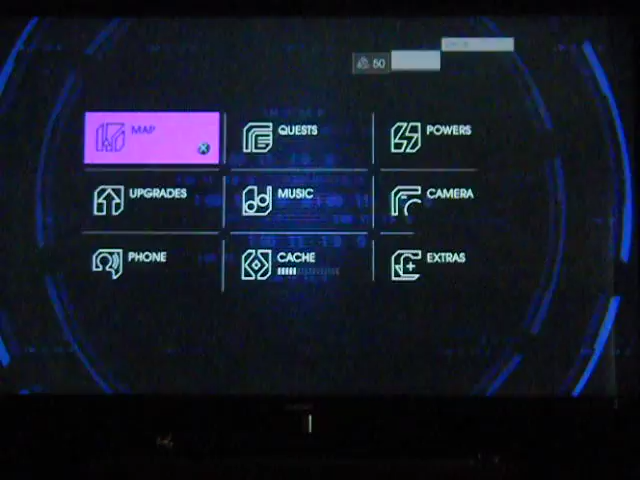 50
MAP
QUESTS
POWERS
UPGRADES
MUSIC
CAMERA
PHONE
CACHE
EXTRAS